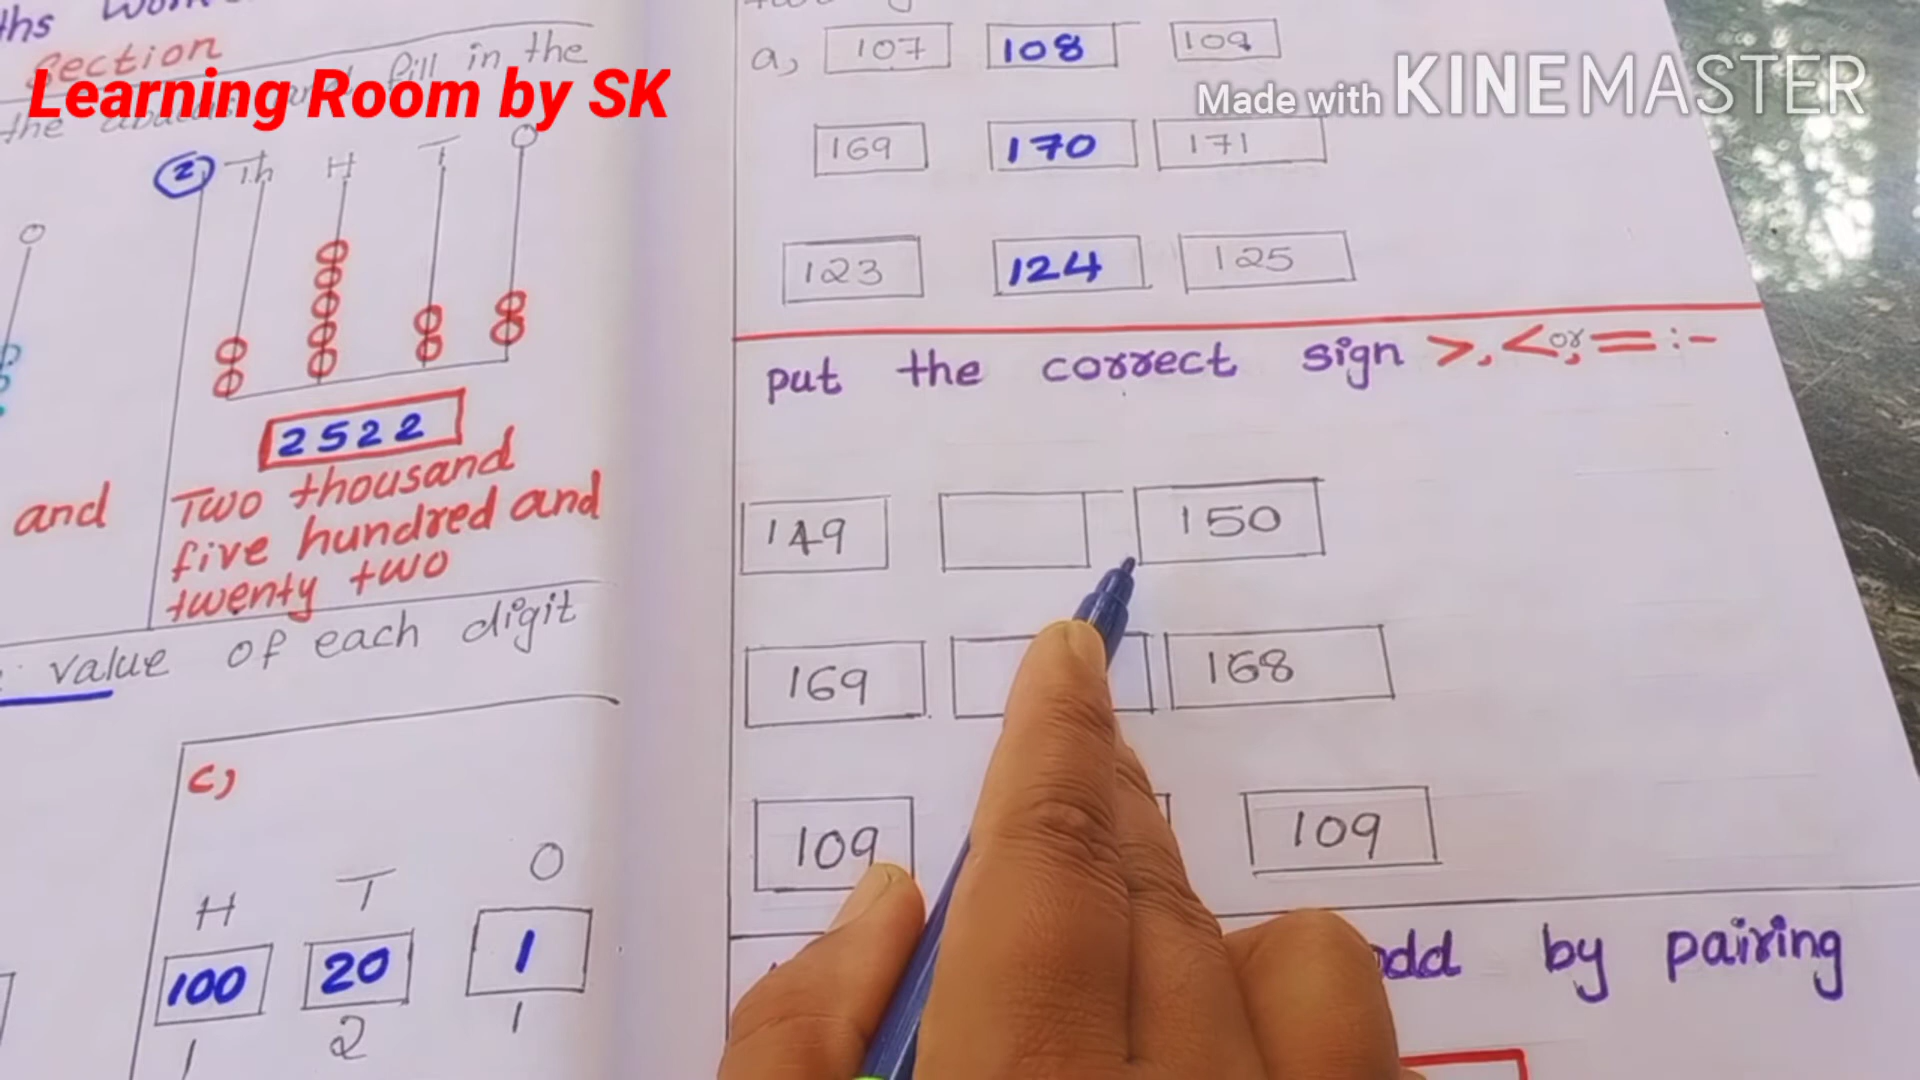 Section
Learning Room by SK
Made with KINEMASTER
fill in the
the
2 Th H T O
2522
and Two thousand
five hundred and
twenty two
value of each digit
c)
H T O
100 20 1
1 2 1
a, 107 108 109
169 170 171
123 124 125
put the correct sign >, < or, = :-
149 150
169 168
109 109
odd by pairing